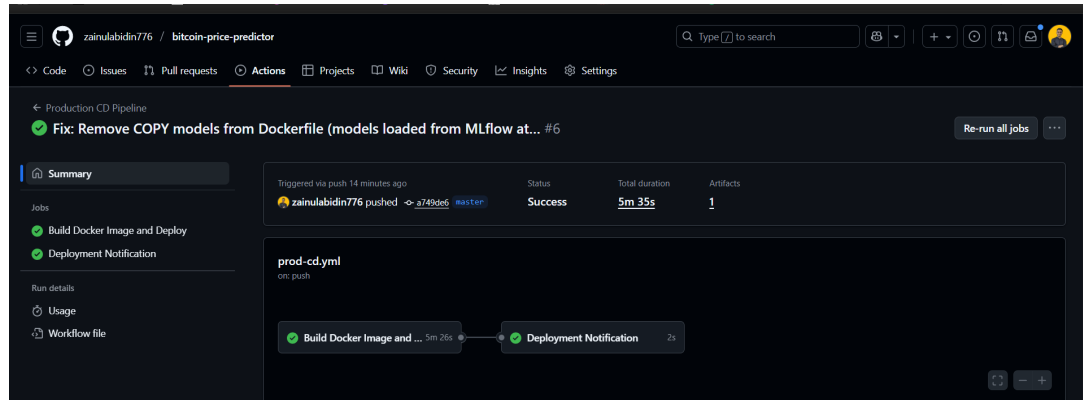 zainulabidin776 / bitcoin-price-predictor
Type / to search
Code Issues Pull requests Actions Projects Wiki Security Insights Settings
Production CD Pipeline
Fix: Remove COPY models from Dockerfile (models loaded from MLflow at... #6
Re-run all jobs
Summary
Jobs
Build Docker Image and Deploy
Deployment Notification
Run details
Usage
Workflow file
Triggered via push 14 minutes ago
zainulabidin776 pushed a749de6 master
Status
Success
Total duration
5m 35s
Artifacts
1
prod-cd.yml
on: push
Build Docker Image and ... 5m 26s
Deployment Notification 2s